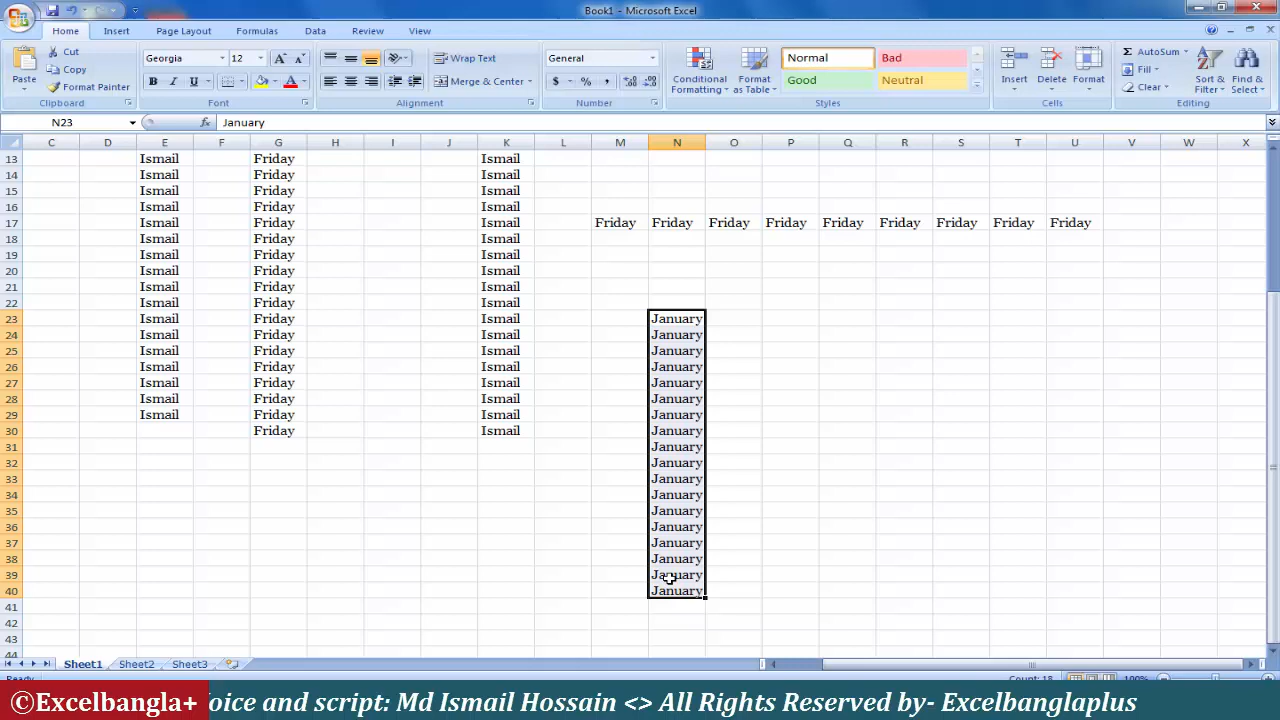 Book1 - Microsoft Excel
Home Insert Page Layout Formulas Data Review View
Paste Cut Copy Format Painter Clipboard
Georgia 12 Font
Wrap Text Merge & Center Alignment
General Number
Conditional Formatting Format as Table Normal Bad Good Neutral Styles
Insert Delete Format Cells
AutoSum Fill Clear Sort & Filter Find & Select Editing
N23 fx January
C D E F G H I J K L M N O P Q R S T U V W X
13 Ismail Friday Ismail
14 Ismail Friday Ismail
15 Ismail Friday Ismail
16 Ismail Friday Ismail
17 Ismail Friday Ismail Friday Friday Friday Friday Friday Friday Friday Friday Friday
18 Ismail Friday Ismail
19 Ismail Friday Ismail
20 Ismail Friday Ismail
21 Ismail Friday Ismail
22 Ismail Friday Ismail
23 Ismail Friday Ismail January
24 Ismail Friday Ismail January
25 Ismail Friday Ismail January
26 Ismail Friday Ismail January
27 Ismail Friday Ismail January
28 Ismail Friday Ismail January
29 Ismail Friday Ismail January
30 Friday Ismail January
31 January
32 January
33 January
34 January
35 January
36 January
37 January
38 January
39 January
40 January
41
42
43
44
Sheet1 Sheet2 Sheet3
Ready Count: 18 100%
©Excelbangla+ oice and script: Md Ismail Hossain <> All Rights Reserved by- Excelbanglaplus